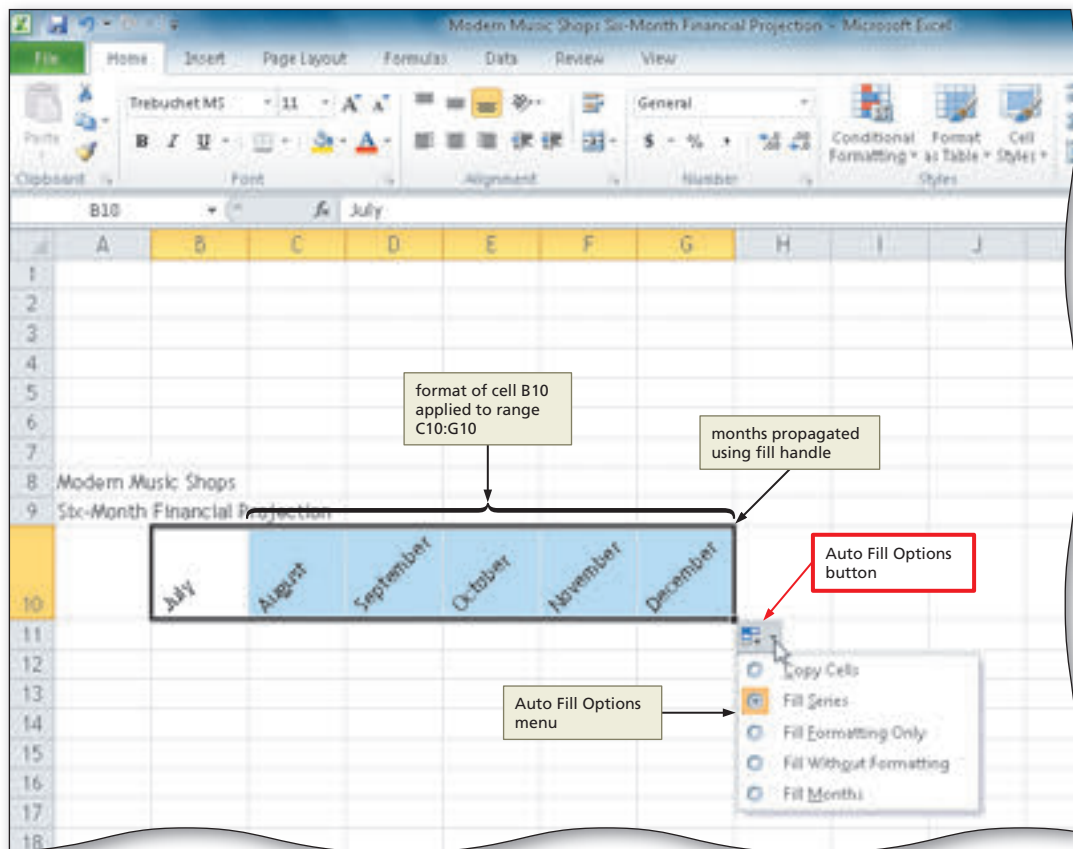 Modern Music Shops Six-Month Financial Projection - Microsoft Excel
File Home Insert Page Layout Formulas Data Review View
Paste
Trebuchet MS 11 A A General
B I U A $ - % ,
Conditional Formatting Format as Table Cell Styles
Clipboard Font Alignment Number Styles
B10 fx July
A B C D E F G H I J
1
2
3
4
5
format of cell B10
applied to range
C10:G10
6
7
months propagated
using fill handle
8 Modern Music Shops
9 Six-Month Financial Projection
10 July August September October November December
Auto Fill Options
button
11
12
13
14
15
16
17
18
Copy Cells
Fill Series
Fill Formatting Only
Fill Without Formatting
Fill Months
Auto Fill Options
menu